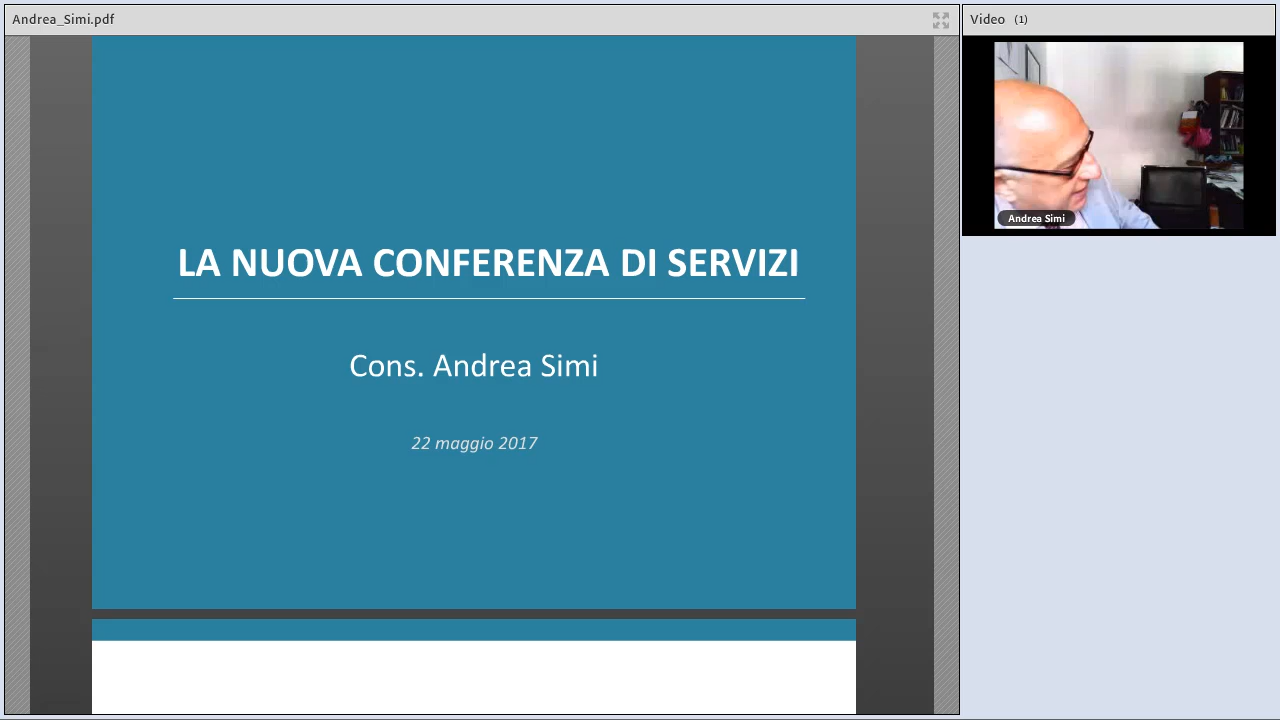 Andrea_Simi.pdf
Video (1)
Andrea Simi
LA NUOVA CONFERENZA DI SERVIZI
Cons. Andrea Simi
22 maggio 2017